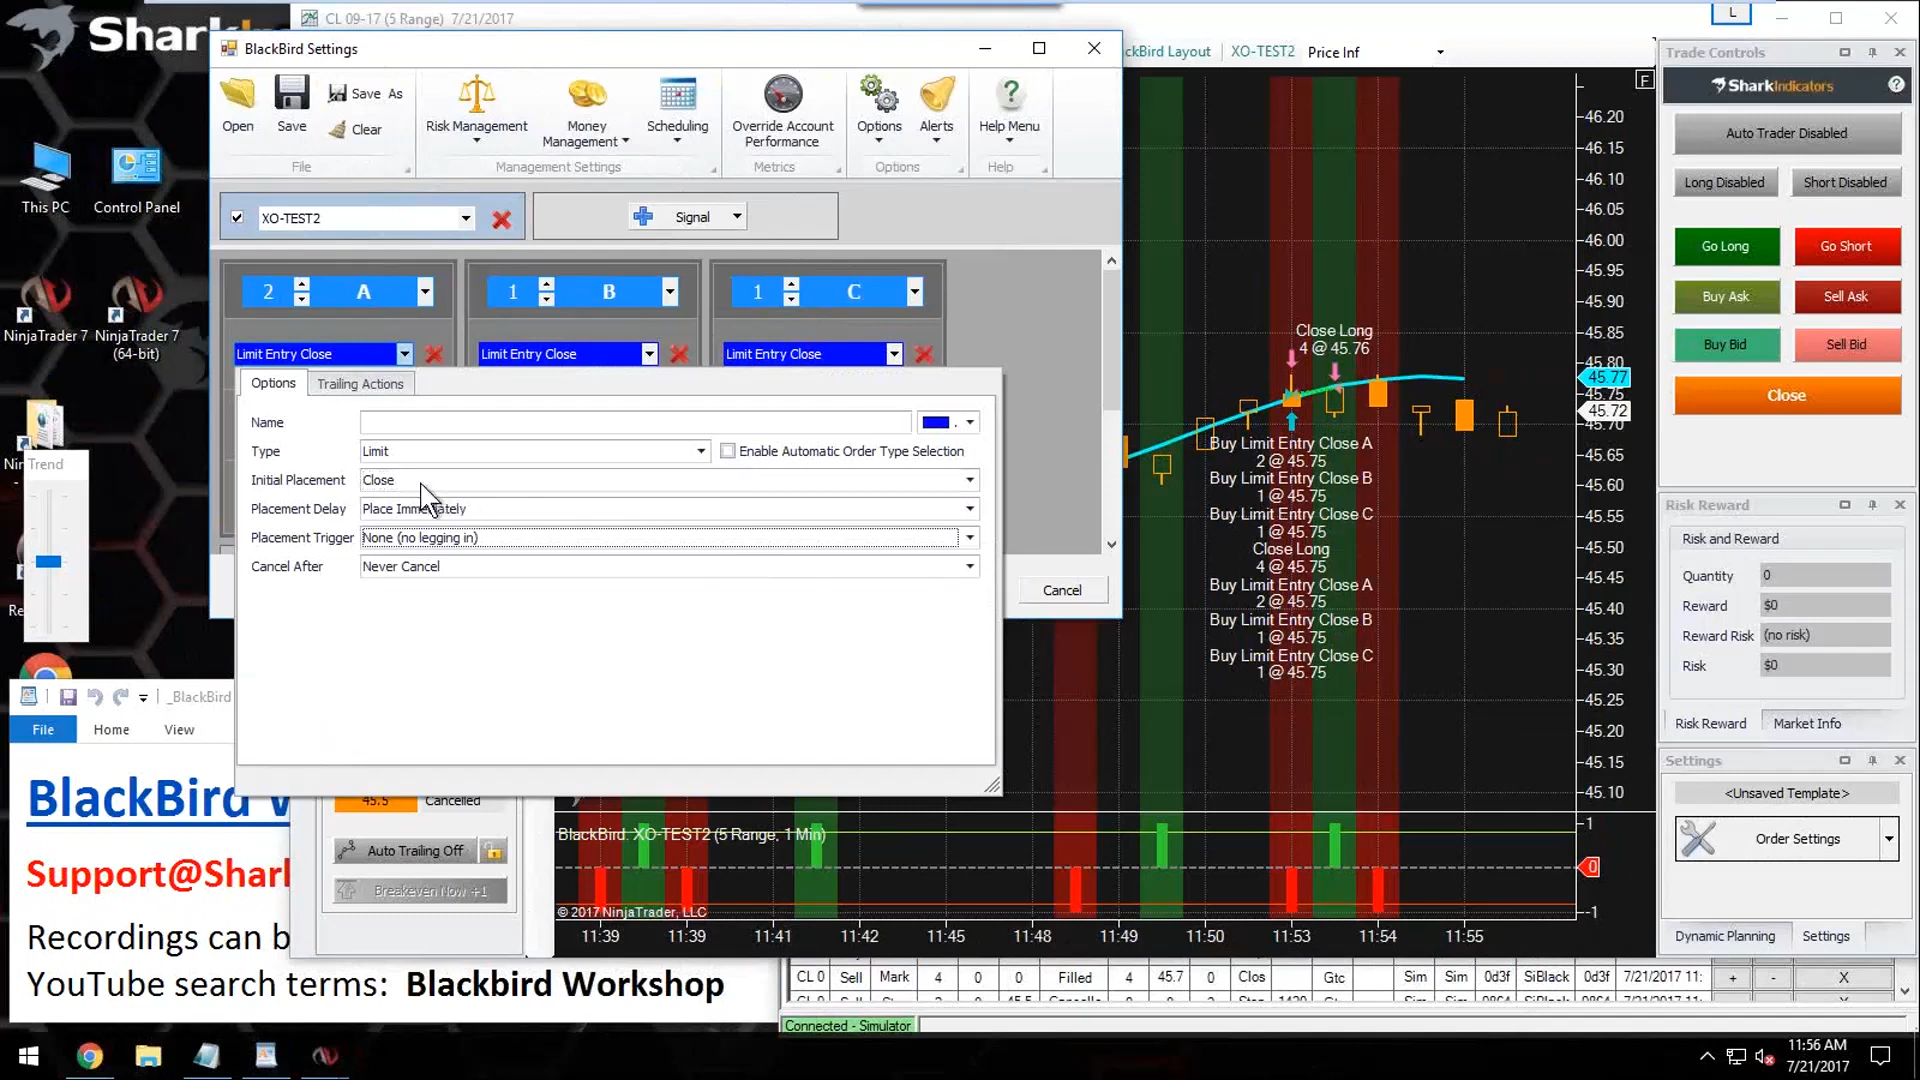 Shark
CL 09-17 (5 Range)  7/21/2017
L
BlackBird Settings
Open
Save
Save As
Clear
File
Risk Management
Money Management
Scheduling
Management Settings
Override Account Performance
Metrics
Options
Alerts
Options
Help Menu
Help
XO-TEST2
Signal
2 A
1 B
1 C
Limit Entry Close
Limit Entry Close
Limit Entry Close
Options
Trailing Actions
Name
Type Limit
Enable Automatic Order Type Selection
Initial Placement Close
Placement Delay
Placement Trigger None (no legging in)
Cancel After Never Cancel
Cancel
This PC
Control Panel
NinjaTrader 7
NinjaTrader 7 (64-bit)
Trend
_BlackBird
File
Home
View
BlackBird
Support@Shar
Recordings can b
YouTube search terms: Blackbird Workshop
45.5
Cancelled
Auto Trailing Off
Breakeven Now +1
ckBird Layout
XO-TEST2
Price Inf
F
Close Long
4 @ 45.76
Buy Limit Entry Close A
2 @ 45.75
Buy Limit Entry Close B
1 @ 45.75
Buy Limit Entry Close C
1 @ 45.75
Close Long
4 @ 45.75
Buy Limit Entry Close A
2 @ 45.75
Buy Limit Entry Close B
1 @ 45.75
Buy Limit Entry Close C
1 @ 45.75
46.20
46.15
46.10
46.05
46.00
45.95
45.90
45.85
45.80
45.77
45.75
45.72
45.70
45.65
45.60
45.55
45.50
45.45
45.40
45.35
45.30
45.25
45.20
45.15
45.10
BlackBird: XO-TEST2 (5 Range, 1 Min)
1
0
-1
© 2017 NinjaTrader, LLC
11:39
11:39
11:41
11:42
11:45
11:48
11:49
11:50
11:53
11:54
11:55
Trade Controls
SharkIndicators
Auto Trader Disabled
Long Disabled
Short Disabled
Go Long
Go Short
Buy Ask
Sell Ask
Buy Bid
Sell Bid
Close
Risk Reward
Risk and Reward
Quantity 0
Reward $0
Reward Risk (no risk)
Risk $0
Risk Reward
Market Info
Settings
<Unsaved Template>
Order Settings
Dynamic Planning
Settings
CL 0 Sell Mark 4 0 0 Filled 4 45.7 0 Clos Gtc Sim Sim 0d3f SiBlack 0d3f 7/21/2017 11: + - X
Connected - Simulator
11:56 AM
7/21/2017